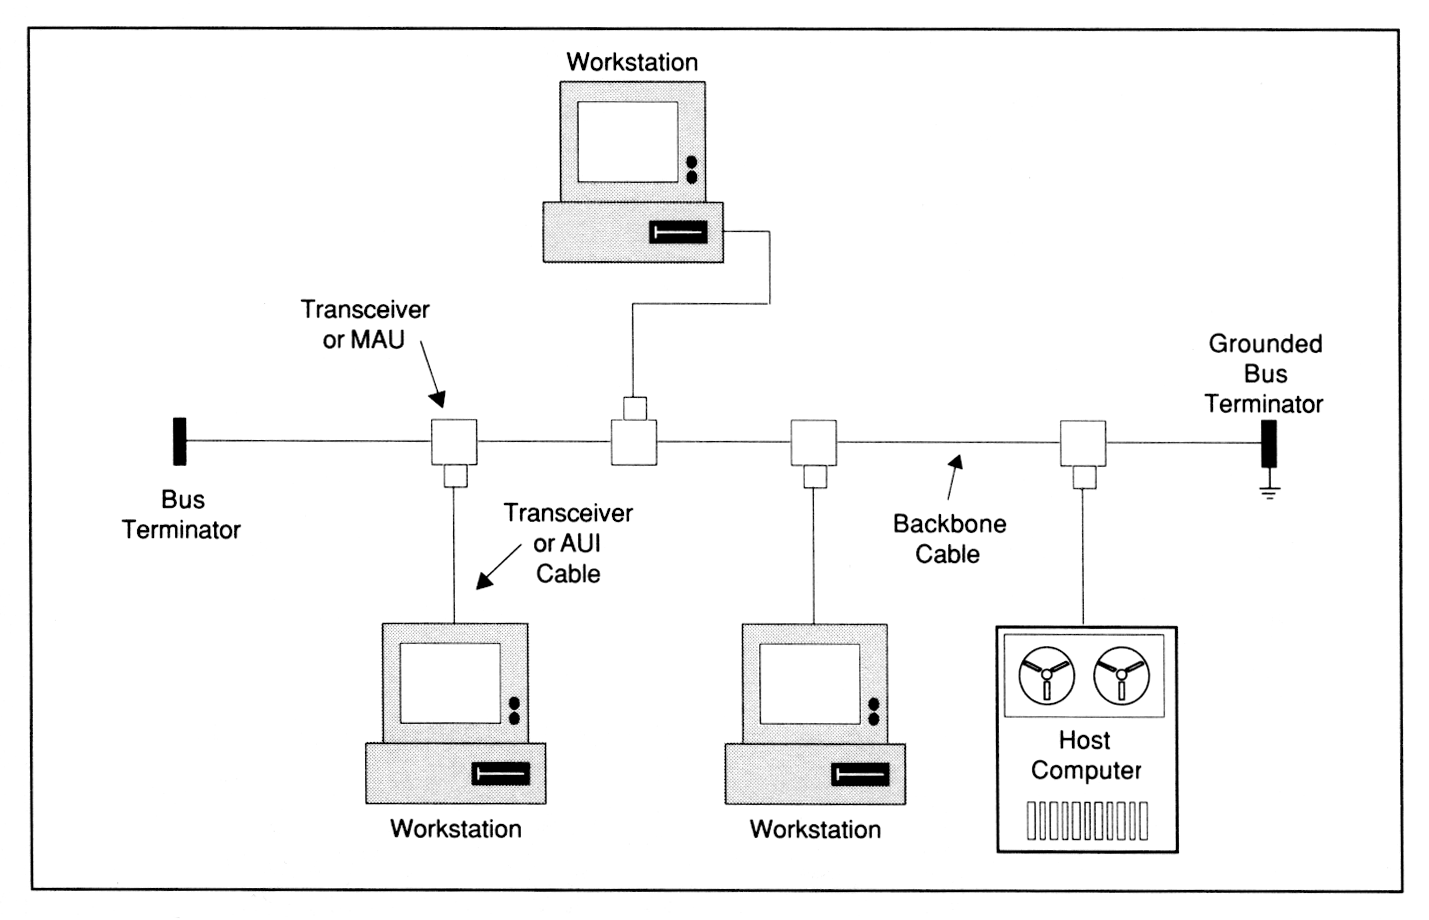 Workstation
Transceiver
or MAU
Grounded
Bus
Terminator
Bus
Terminator
Transceiver
or AUI
Cable
Backbone
Cable
Host
Computer
Workstation
Workstation